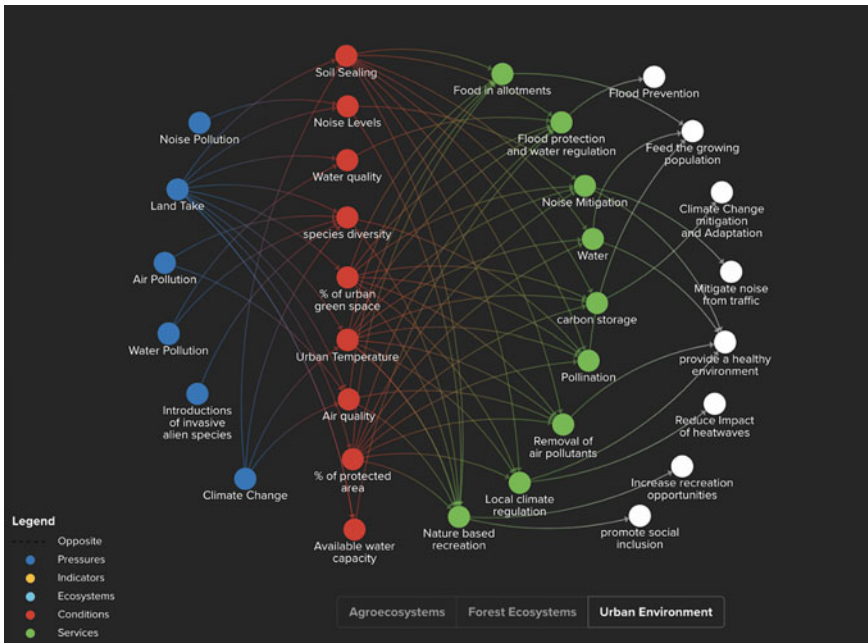 Soil Sealing
Noise Levels
Water quality
species diversity
% of urban
green space
Urban Temperature
Air quality
% of protected
area
Available water
capacity
Noise Pollution
Land Take
Air Pollution
Water Pollution
Introductions
of invasive
alien species
Climate Change
Food in allotments
Flood protection
and water regulation
Noise Mitigation
Water
carbon storage
Pollination
Removal of
air pollutants
Local climate
regulation
Nature based
recreation
Flood Prevention
Feed the growing
population
Climate Change
mitigation
and Adaptation
Mitigate noise
from traffic
provide a healthy
environment
Reduce Impact
of heatwaves
Increase recreation
opportunities
promote social
inclusion
Legend
Opposite
Pressures
Indicators
Ecosystems
Conditions
Services
Agroecosystems
Forest Ecosystems
Urban Environment